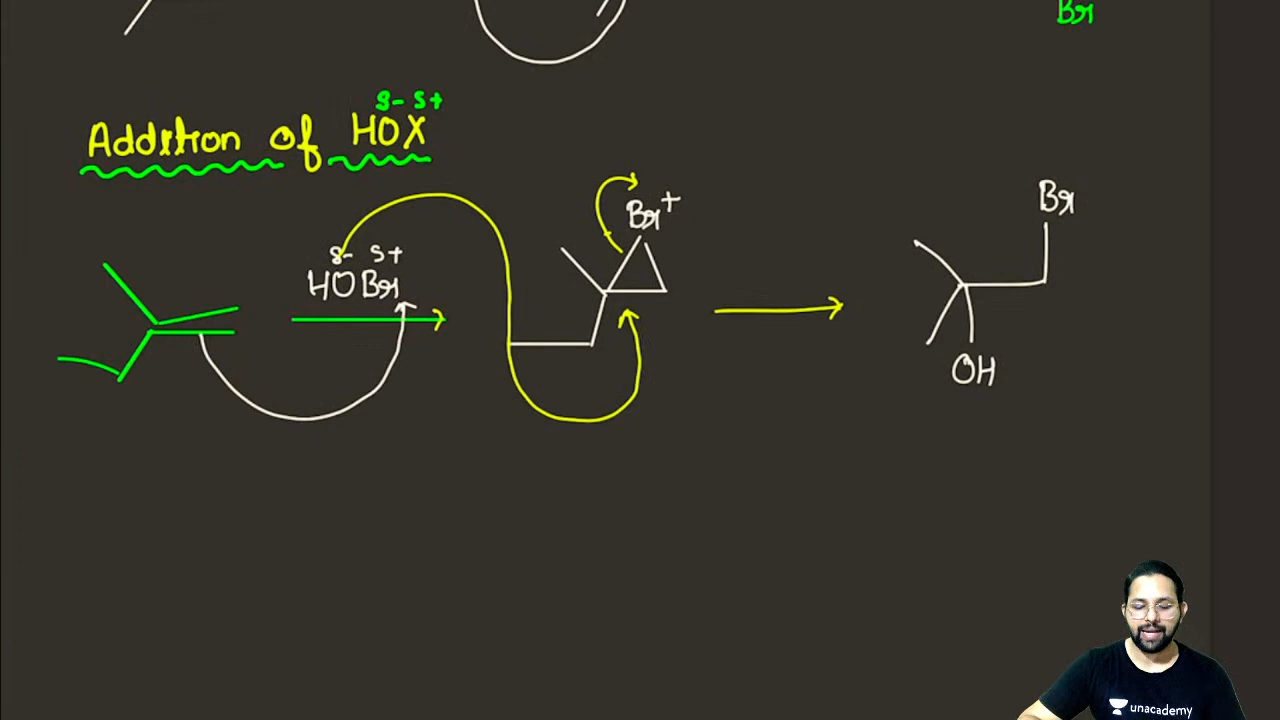 Br
δ- δ+
Addition of HOX
Br+
Br
δ- δ+
HOBr
OH
unacademy